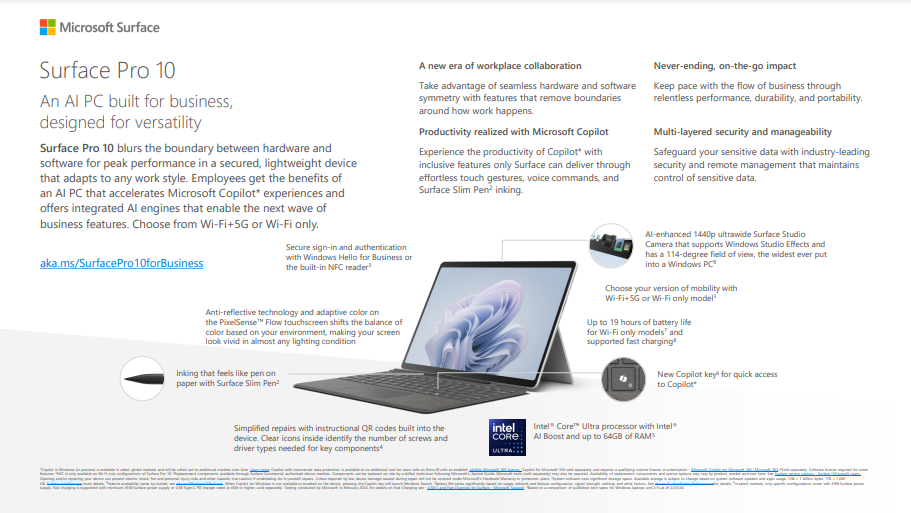 Microsoft Surface
Surface Pro 10
An AI PC built for business,
designed for versatility
Surface Pro 10 blurs the boundary between hardware and
software for peak performance in a secured, lightweight device
that adapts to any work style. Employees get the benefits of
an AI PC that accelerates Microsoft Copilot* experiences and
offers integrated AI engines that enable the next wave of
business features. Choose from Wi-Fi+5G or Wi-Fi only.
aka.ms/SurfacePro10forBusiness
A new era of workplace collaboration
Take advantage of seamless hardware and software
symmetry with features that remove boundaries
around how work happens.
Productivity realized with Microsoft Copilot
Experience the productivity of Copilot* with
inclusive features only Surface can deliver through
effortless touch gestures, voice commands, and
Surface Slim Pen² inking.
Never-ending, on-the-go impact
Keep pace with the flow of business through
relentless performance, durability, and portability.
Multi-layered security and manageability
Safeguard your sensitive data with industry-leading
security and remote management that maintains
control of sensitive data.
Secure sign-in and authentication
with Windows Hello for Business or
the built-in NFC reader³
Anti-reflective technology and adaptive color on
the PixelSense™ Flow touchscreen shifts the balance of
color based on your environment, making your screen
look vivid in almost any lighting condition
Inking that feels like pen on
paper with Surface Slim Pen²
Simplified repairs with instructional QR codes built into the
device. Clear icons inside identify the number of screws and
driver types needed for key components⁴
AI-enhanced 1440p ultrawide Surface Studio
Camera that supports Windows Studio Effects and
has a 114-degree field of view, the widest ever put
into a Windows PC⁹
Choose your version of mobility with
Wi-Fi+5G or Wi-Fi only model³
Up to 19 hours of battery life
for Wi-Fi only models⁷ and
supported fast charging⁸
New Copilot key⁶ for quick access
to Copilot*
intel
CORE
ULTRA
Intel® Core™ Ultra processor with Intel®
AI Boost and up to 64GB of RAM⁵